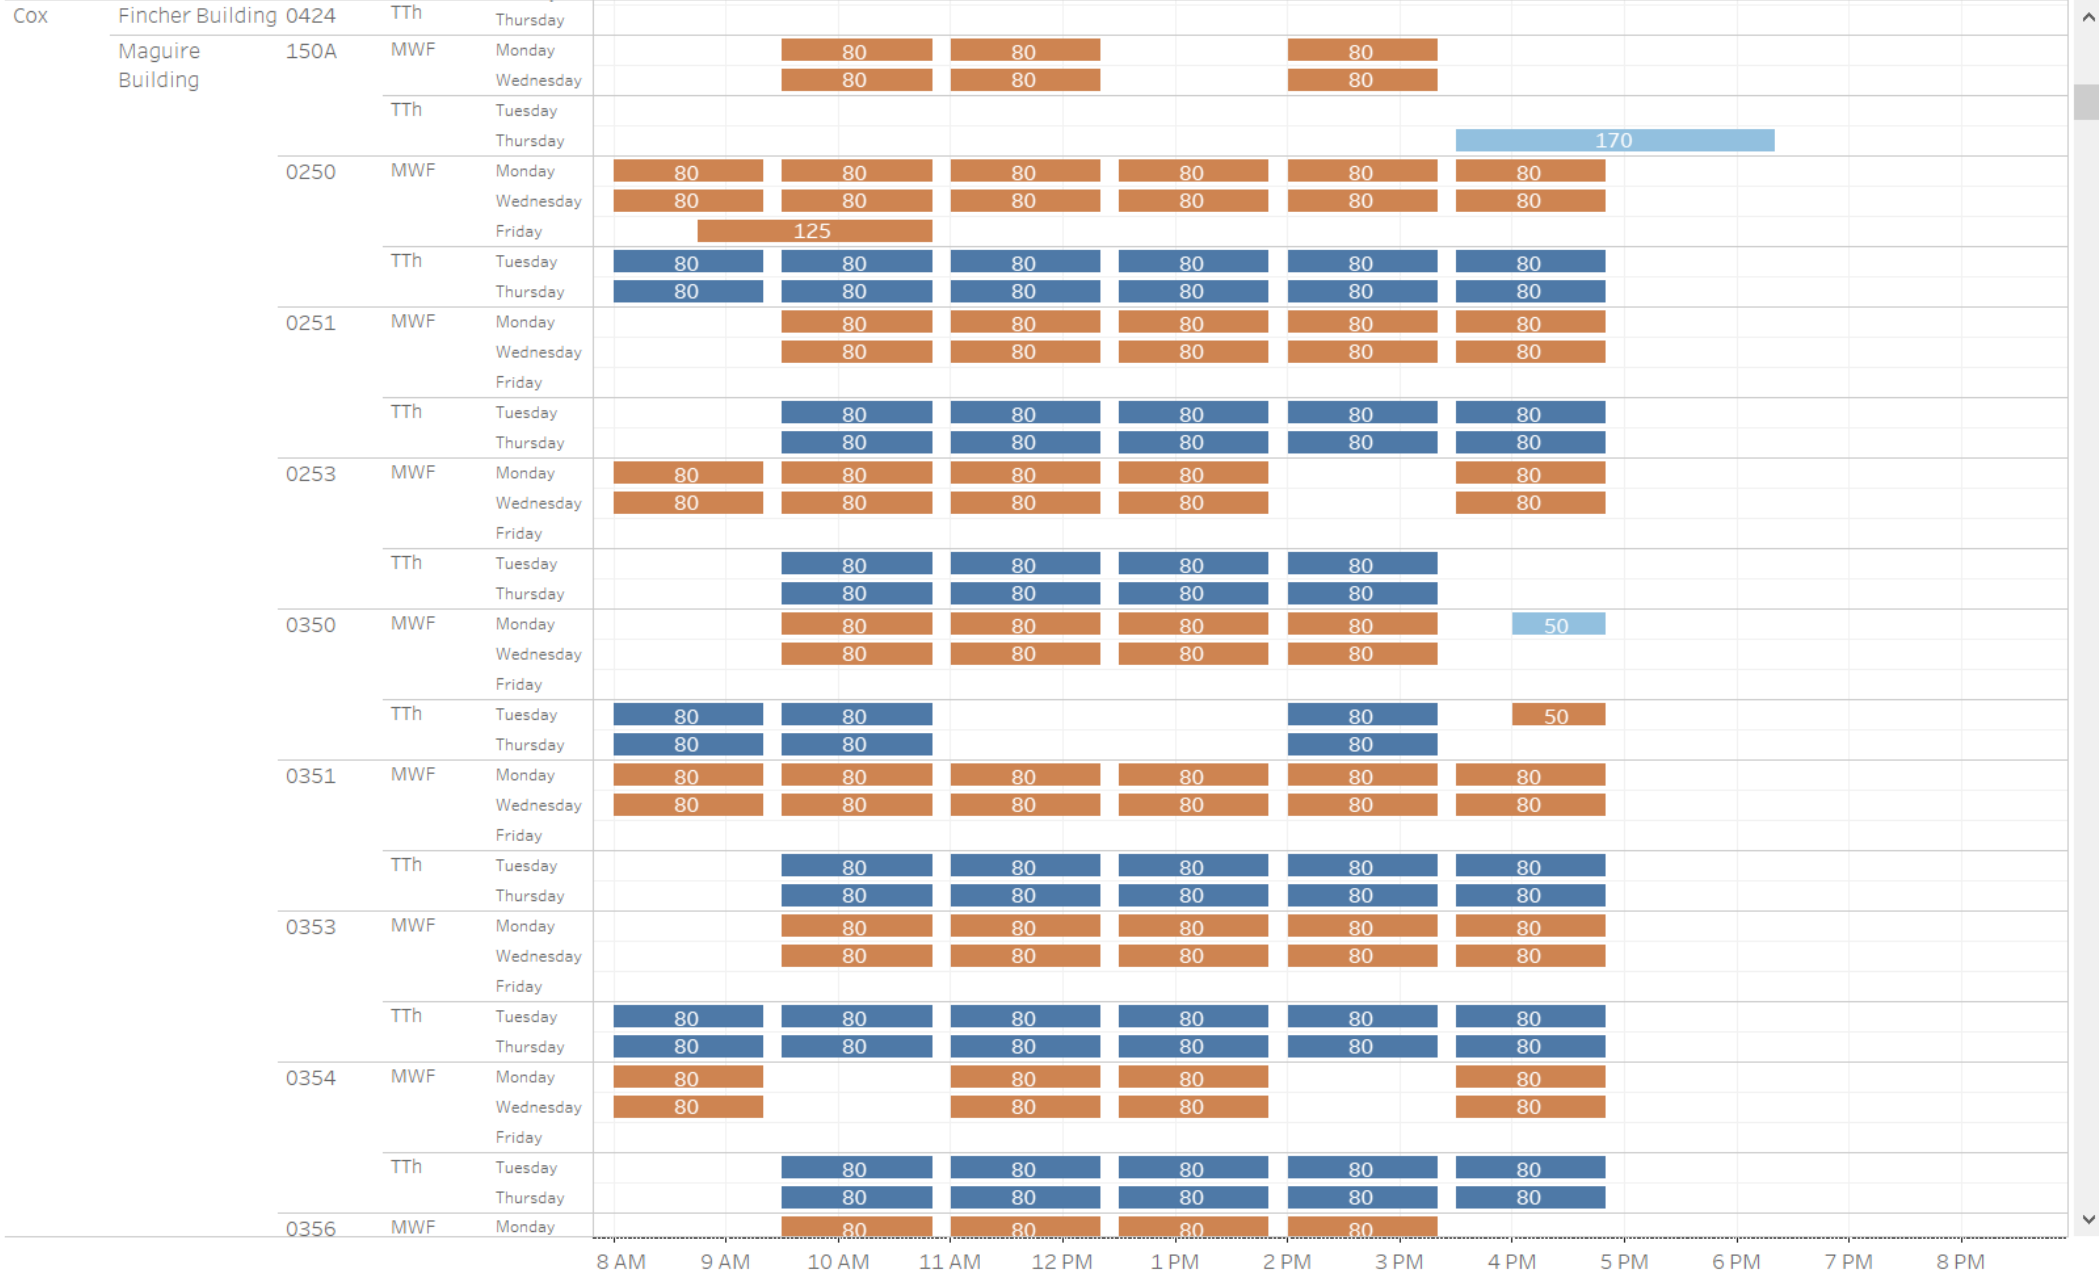 Cox Fincher Building 0424 TTh Thursday
Maguire Building 150A MWF Monday 80 80 80
Wednesday 80 80 80
TTh Tuesday
Thursday 170
0250 MWF Monday 80 80 80 80 80 80
Wednesday 80 80 80 80 80 80
Friday 125
TTh Tuesday 80 80 80 80 80 80
Thursday 80 80 80 80 80 80
0251 MWF Monday 80 80 80 80 80
Wednesday 80 80 80 80 80
Friday
TTh Tuesday 80 80 80 80 80
Thursday 80 80 80 80 80
0253 MWF Monday 80 80 80 80 80
Wednesday 80 80 80 80 80
Friday
TTh Tuesday 80 80 80 80
Thursday 80 80 80 80
0350 MWF Monday 80 80 80 80 50
Wednesday 80 80 80 80
Friday
TTh Tuesday 80 80 80 50
Thursday 80 80 80
0351 MWF Monday 80 80 80 80 80 80
Wednesday 80 80 80 80 80 80
Friday
TTh Tuesday 80 80 80 80 80
Thursday 80 80 80 80 80
0353 MWF Monday 80 80 80 80 80
Wednesday 80 80 80 80 80
Friday
TTh Tuesday 80 80 80 80 80 80
Thursday 80 80 80 80 80 80
0354 MWF Monday 80 80 80 80
Wednesday 80 80 80 80
Friday
TTh Tuesday 80 80 80 80 80
Thursday 80 80 80 80 80
0356 MWF Monday 80 80 80 80
8 AM 9 AM 10 AM 11 AM 12 PM 1 PM 2 PM 3 PM 4 PM 5 PM 6 PM 7 PM 8 PM